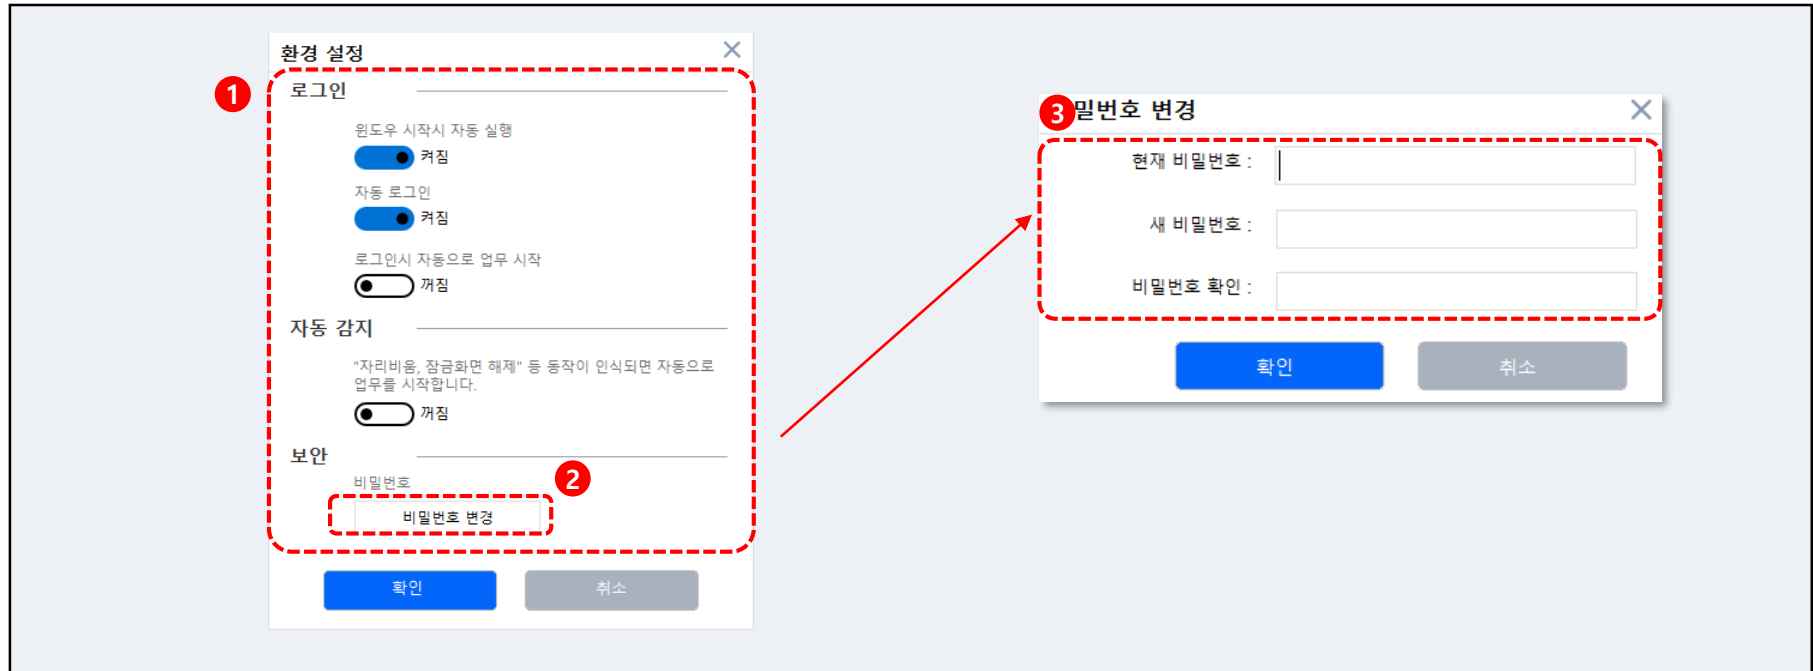 환경 설정
1
로그인
윈도우 시작시 자동 실행
켜짐
자동 로그인
켜짐
로그인시 자동으로 업무 시작
꺼짐
자동 감지
"자리비움, 잠금화면 해제" 등 동작이 인식되면 자동으로
업무를 시작합니다.
꺼짐
보안
2
비밀번호
비밀번호 변경
확인
취소
3
밀번호 변경
현재 비밀번호 :
새 비밀번호 :
비밀번호 확인 :
확인
취소